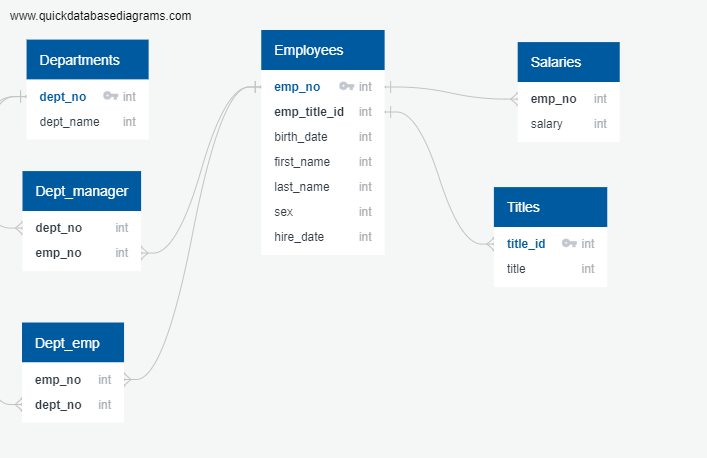 www.quickdatabasediagrams.com
Departments
dept_no int
dept_name int
Dept_manager
dept_no int
emp_no int
Dept_emp
emp_no int
dept_no int
Employees
emp_no int
emp_title_id int
birth_date int
first_name int
last_name int
sex int
hire_date int
Salaries
emp_no int
salary int
Titles
title_id int
title int